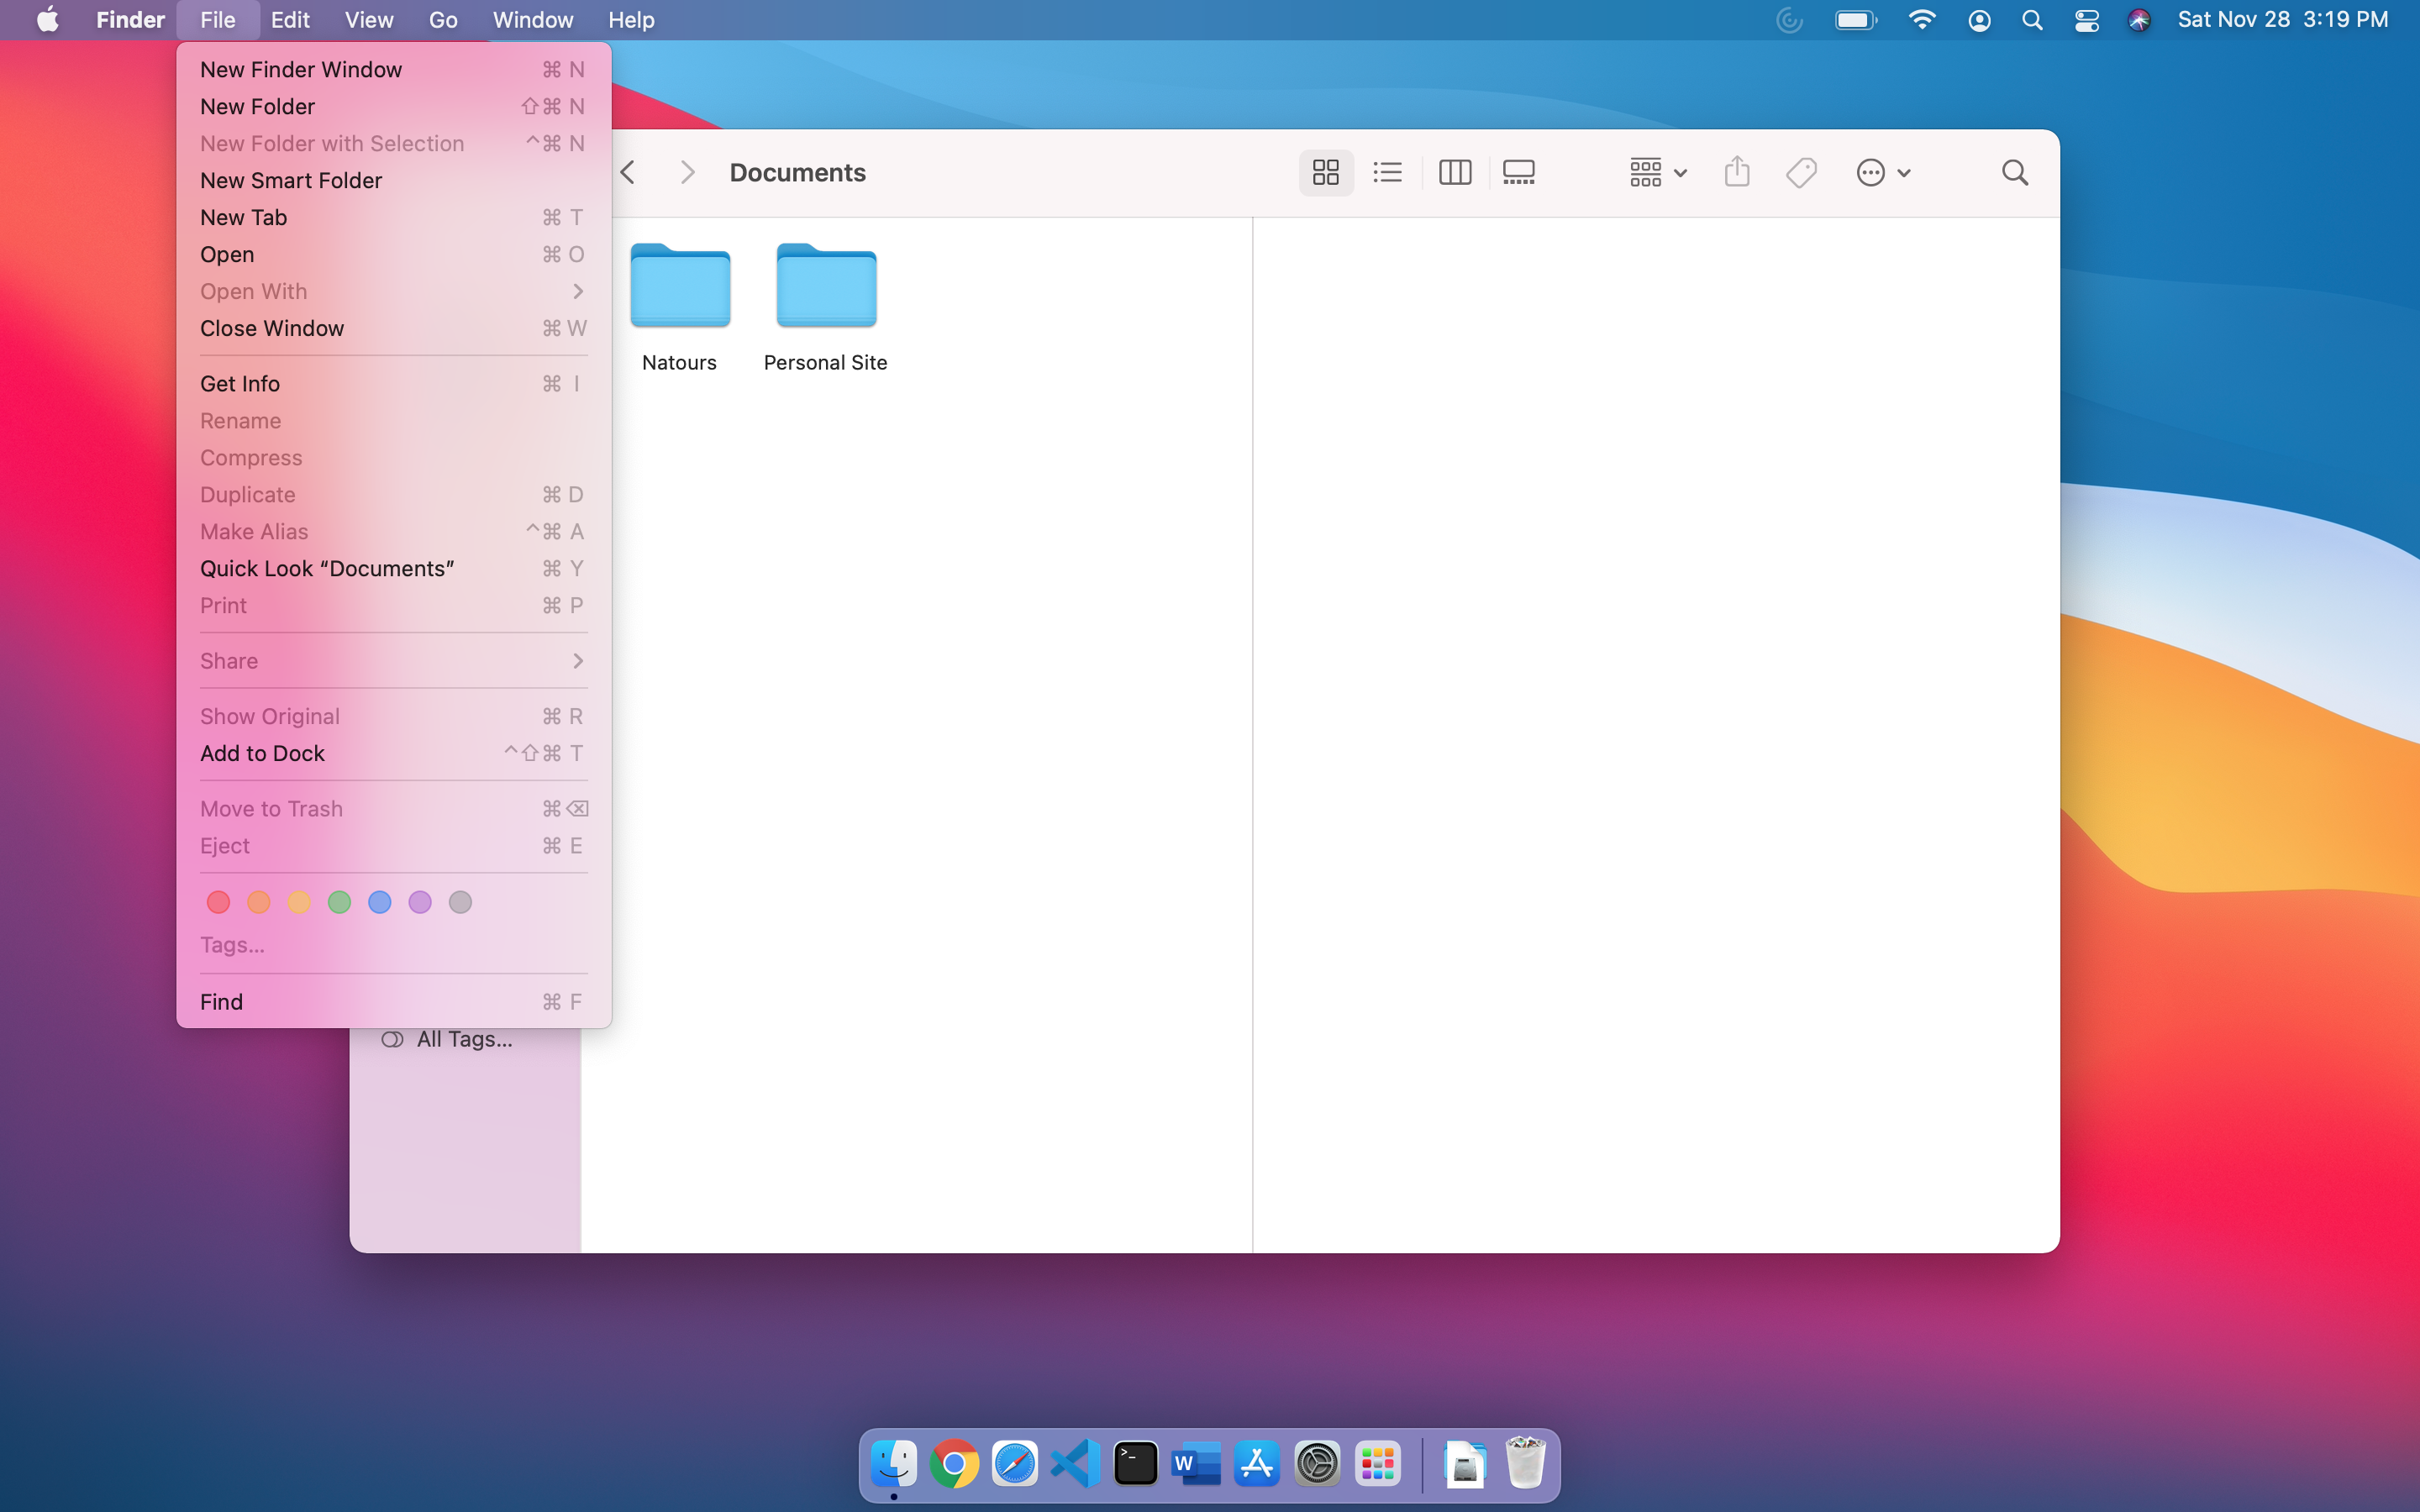 Finder File Edit View Go Window Help Sat Nov 28 3:19 PM
New Finder Window ⌘ N
New Folder ⇧⌘ N
New Folder with Selection ^⌘ N
New Smart Folder
New Tab ⌘ T
Open ⌘ O
Open With >
Close Window ⌘ W
Get Info ⌘ I
Rename
Compress
Duplicate ⌘ D
Make Alias ^⌘ A
Quick Look “Documents” ⌘ Y
Print ⌘ P
Share >
Show Original ⌘ R
Add to Dock ^⇧⌘ T
Move to Trash ⌘⌫
Eject ⌘ E
Tags...
Find ⌘ F
All Tags...
Documents
Natours
Personal Site
>_
W